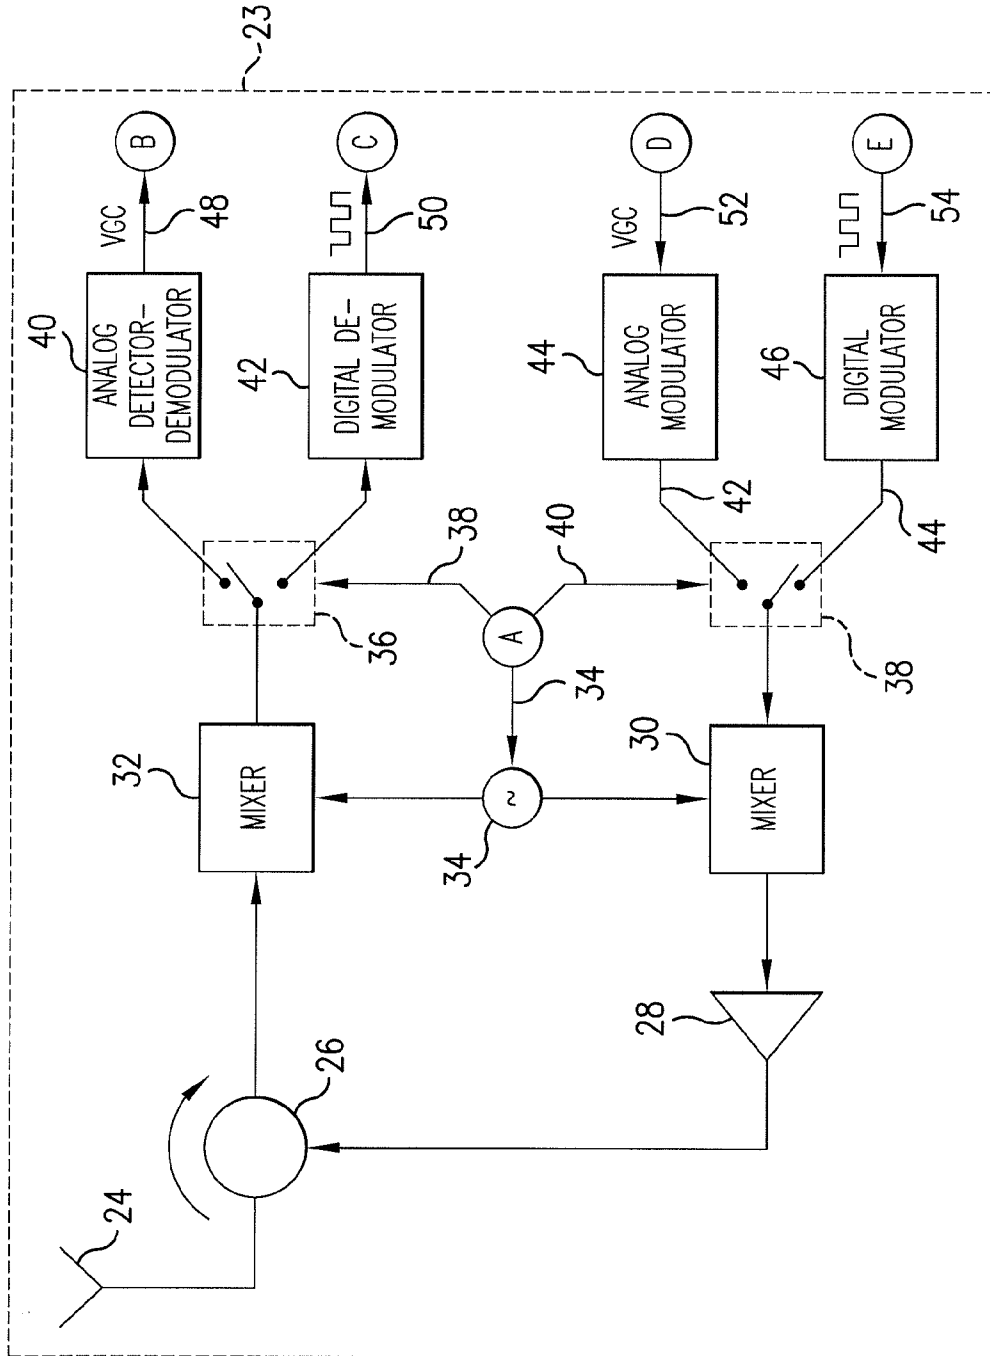 23
24
26
32
MIXER
36
38
40
ANALOG
DETECTOR–
DEMODULATOR
VGC
48
B
42
DIGITAL DE–
MODULATOR
50
C
34
34
A
40
28
30
MIXER
38
42
44
ANALOG
MODULATOR
VGC
52
D
44
46
DIGITAL
MODULATOR
54
E